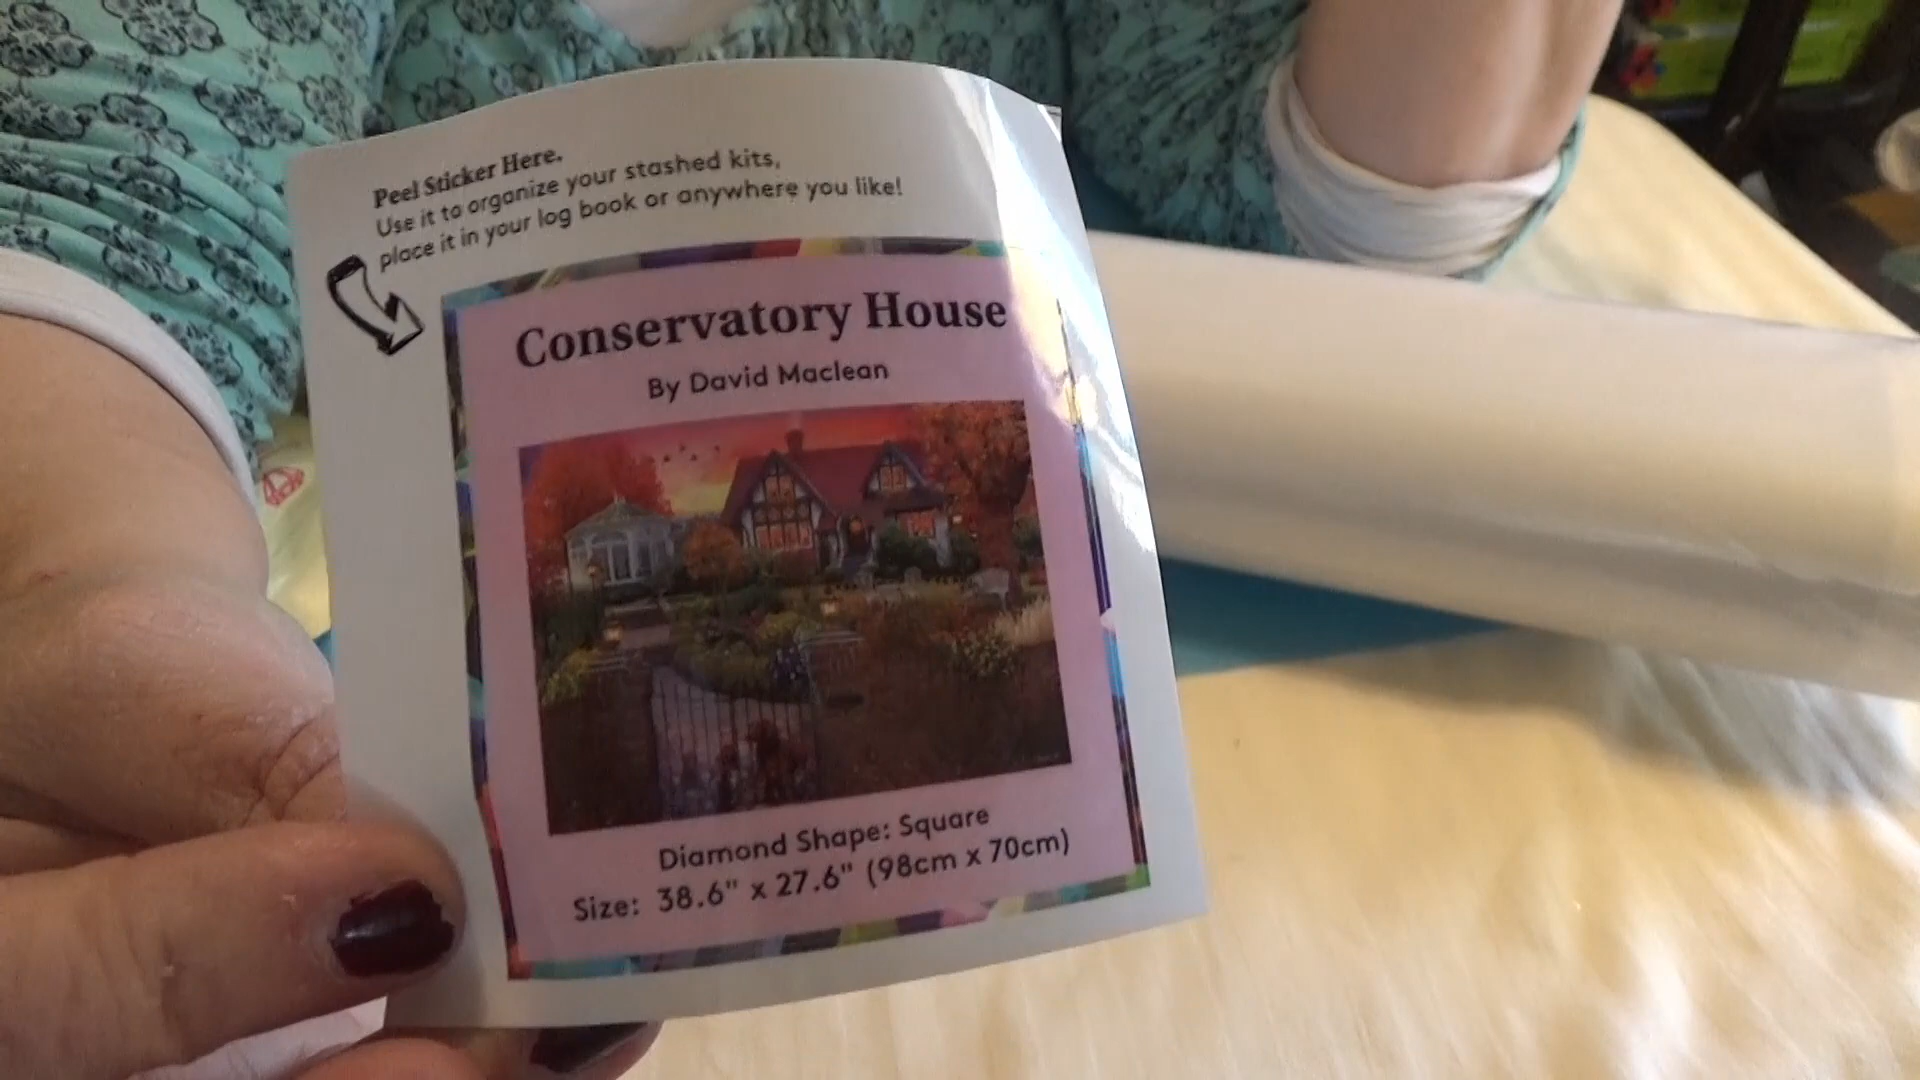 Peel Sticker Here.
Use it to organize your stashed kits,
place it in your log book or anywhere you like!
Conservatory House
By David Maclean
Diamond Shape: Square
Size: 38.6" x 27.6" (98cm x 70cm)